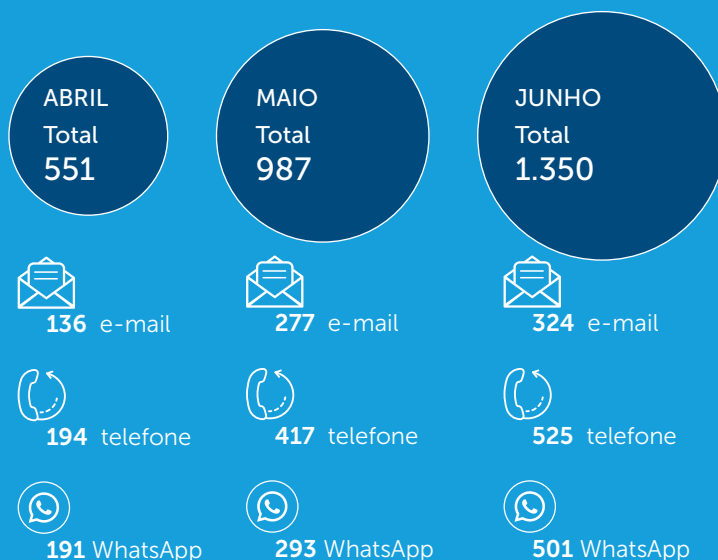 ABRIL
Total
551
136 e-mail
194 telefone
191 WhatsApp
MAIO
Total
987
277 e-mail
417 telefone
293 WhatsApp
JUNHO
Total
1.350
324 e-mail
525 telefone
501 WhatsApp